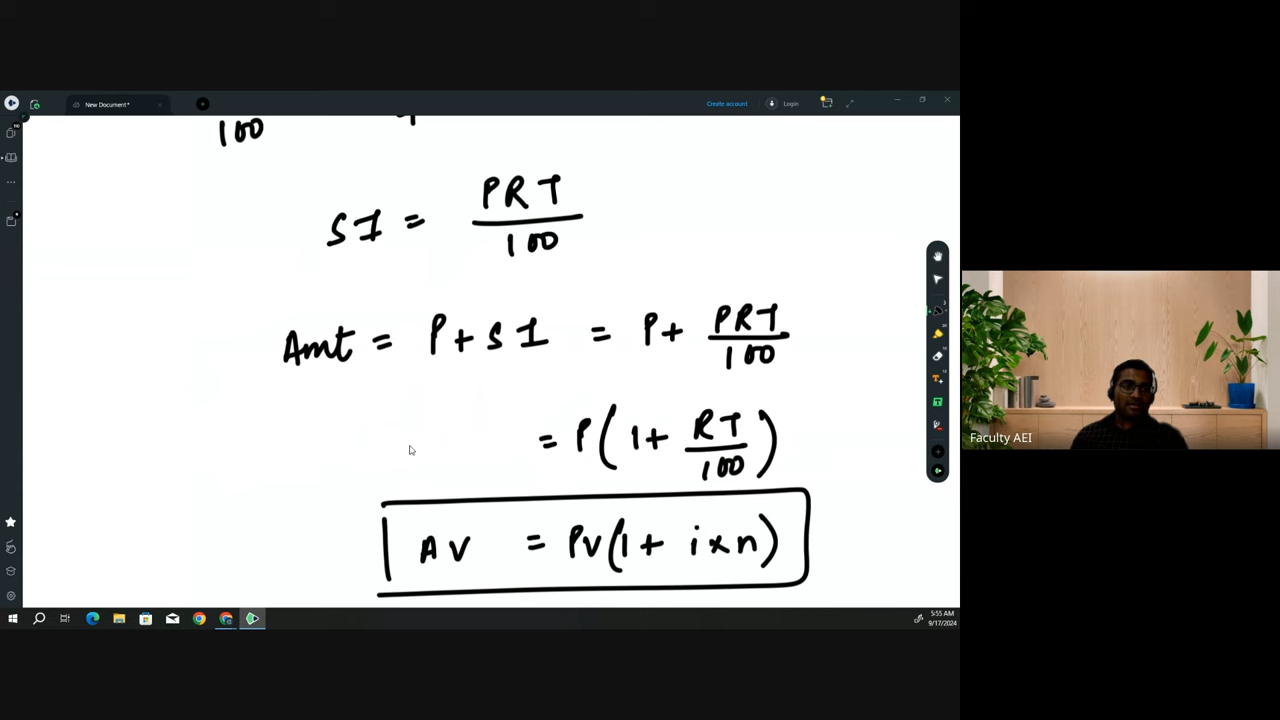 New Document*
Create account
Login
100
SI = PRT / 100
Amt = P + SI = P + PRT / 100
= P(1 + RT / 100)
AV = PV(1 + i x n)
Faculty AEI
5:55 AM
9/17/2024